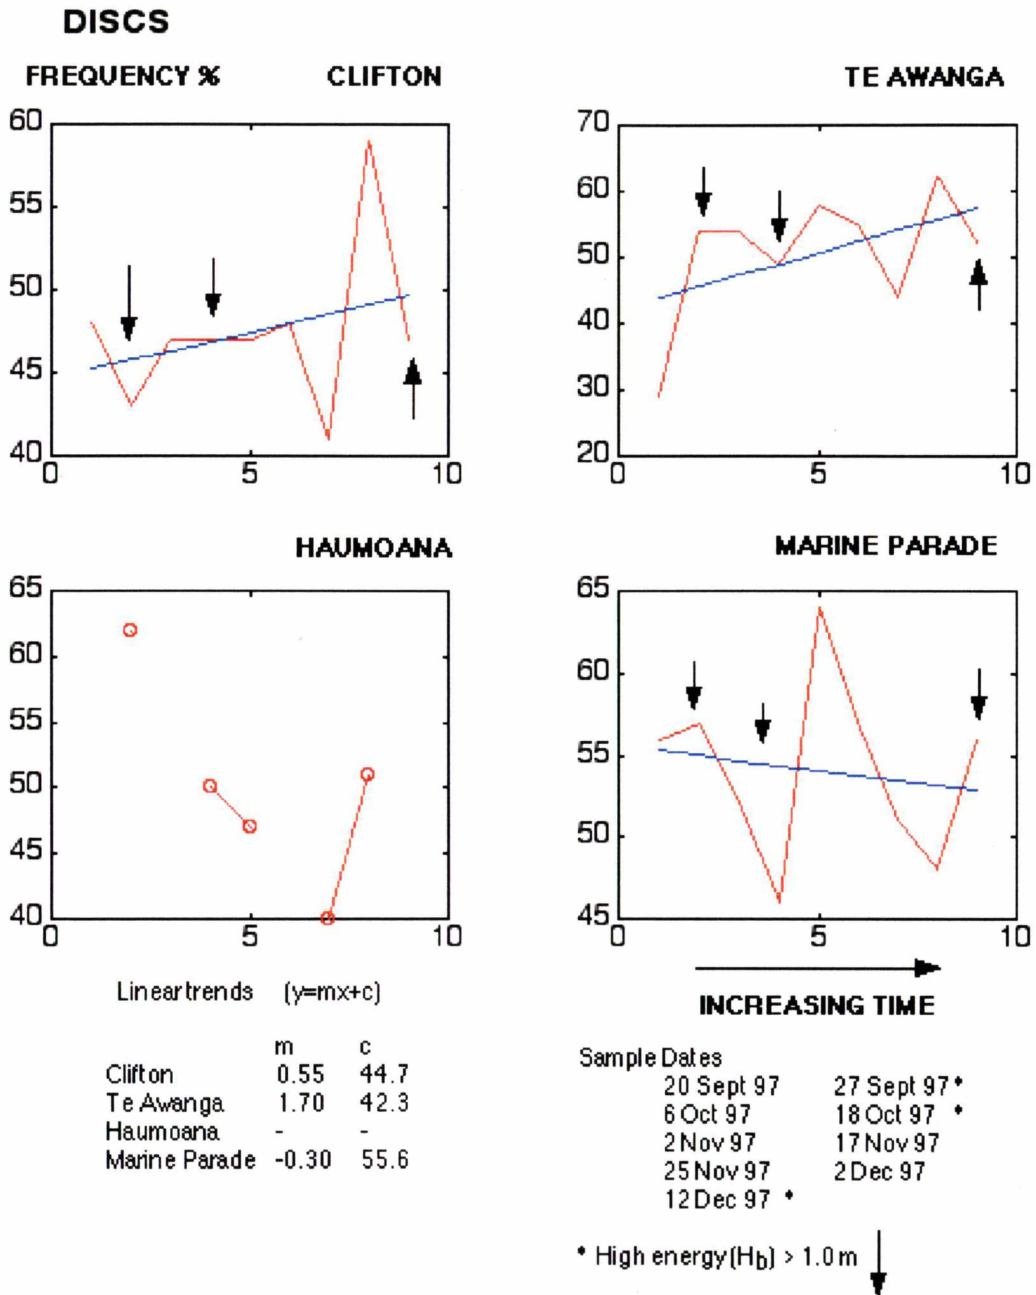 DISCS
FREQUENCY % CLIFTON
60
55
50
45
40
0 5 10
TE AWANGA
70
60
50
40
30
20
0 5 10
HAUMOANA
65
60
55
50
45
40
0 5 10
MARINE PARADE
65
60
55
50
45
0 5 10
INCREASING TIME
Linear trends (y=mx+c)
m c
Clifton 0.55 44.7
Te Awanga 1.70 42.3
Haumoana - -
Marine Parade -0.30 55.6
Sample Dates
20 Sept 97 27 Sept 97 *
6 Oct 97 18 Oct 97 *
2 Nov 97 17 Nov 97
25 Nov 97 2 Dec 97
12 Dec 97 *
* High energy (Hb) > 1.0 m